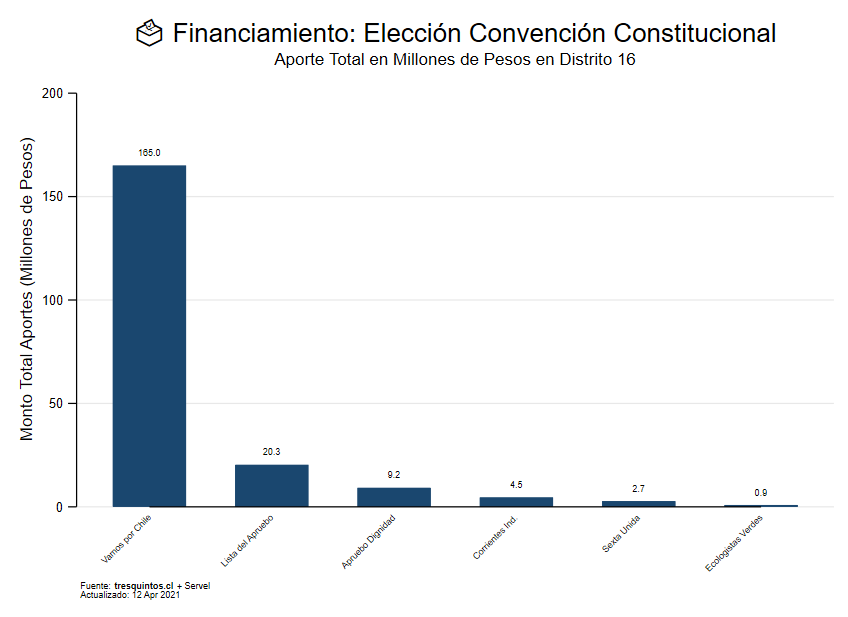 Financiamiento: Elección Convención Constitucional
Aporte Total en Millones de Pesos en Distrito 16
Monto Total Aportes (Millones de Pesos)
200
150
100
50
0
165.0
20.3
9.2
4.5
2.7
0.9
Vamos por Chile
Lista del Apruebo
Apruebo Dignidad
Corrientes Ind.
Sexta Unida
Ecologistas Verdes
Fuente: tresquintos.cl + Servel
Actualizado: 12 Apr 2021